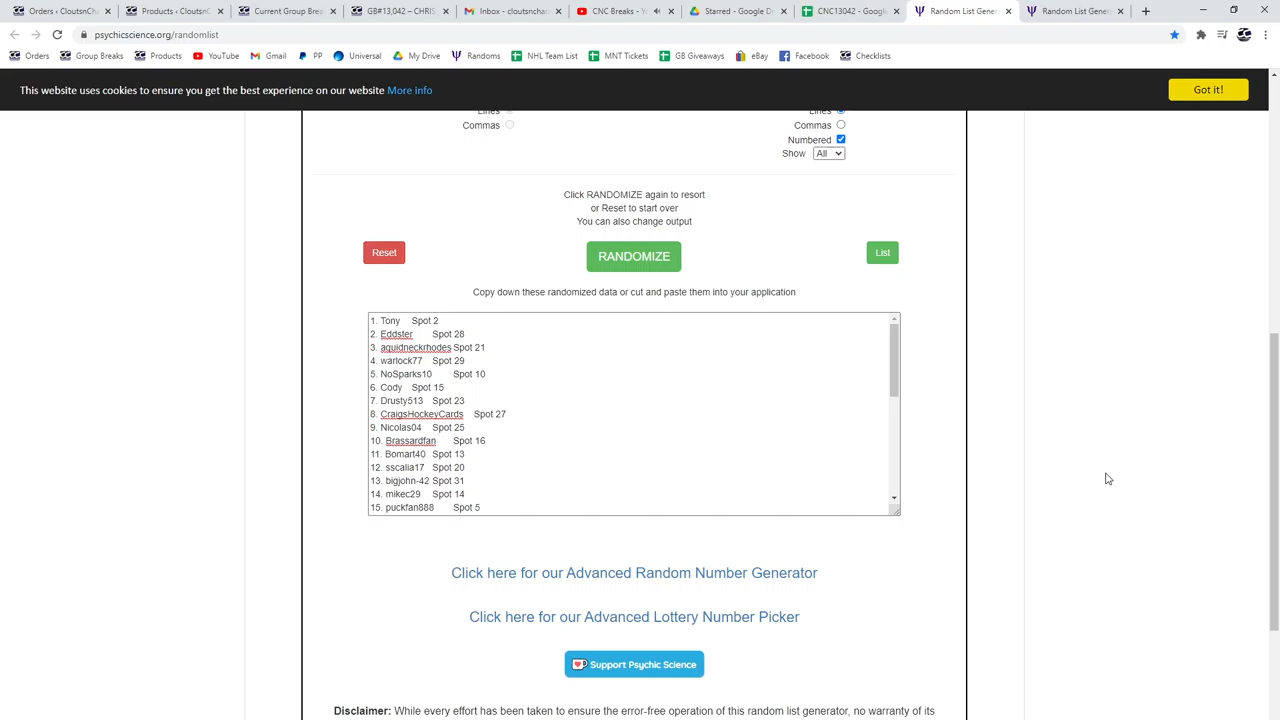 Orders ‹ CloutsnCh
Products ‹ CloutsnC
Current Group Brea
GB#13,042 – CHRIS
Inbox - cloutsnchar
CNC Breaks - Y
Starred - Google D
CNC13042 - Google
Random List Gene
Random List Gener
psychicscience.org/randomlist
Orders
Group Breaks
Products
YouTube
Gmail
PP
Universal
My Drive
Randoms
NHL Team List
MNT Tickets
GB Giveaways
eBay
Facebook
Checklists
This website uses cookies to ensure you get the best experience on our website More info
Got it!
Lines
Lines
Commas
Commas
Numbered
Show All
Click RANDOMIZE again to resort
or Reset to start over
You can also change output
Reset
RANDOMIZE
List
Copy down these randomized data or cut and paste them into your application
1. Tony Spot 2
2. Eddster Spot 28
3. aquidneckrhodes Spot 21
4. warlock77 Spot 29
5. NoSparks10 Spot 10
6. Cody Spot 15
7. Drusty513 Spot 23
8. CraigsHockeyCards Spot 27
9. Nicolas04 Spot 25
10. Brassardfan Spot 16
11. Bomart40 Spot 13
12. sscalia17 Spot 20
13. bigjohn-42 Spot 31
14. mikec29 Spot 14
15. puckfan888 Spot 5
Click here for our Advanced Random Number Generator
Click here for our Advanced Lottery Number Picker
Support Psychic Science
Disclaimer: While every effort has been taken to ensure the error-free operation of this random list generator, no warranty of its